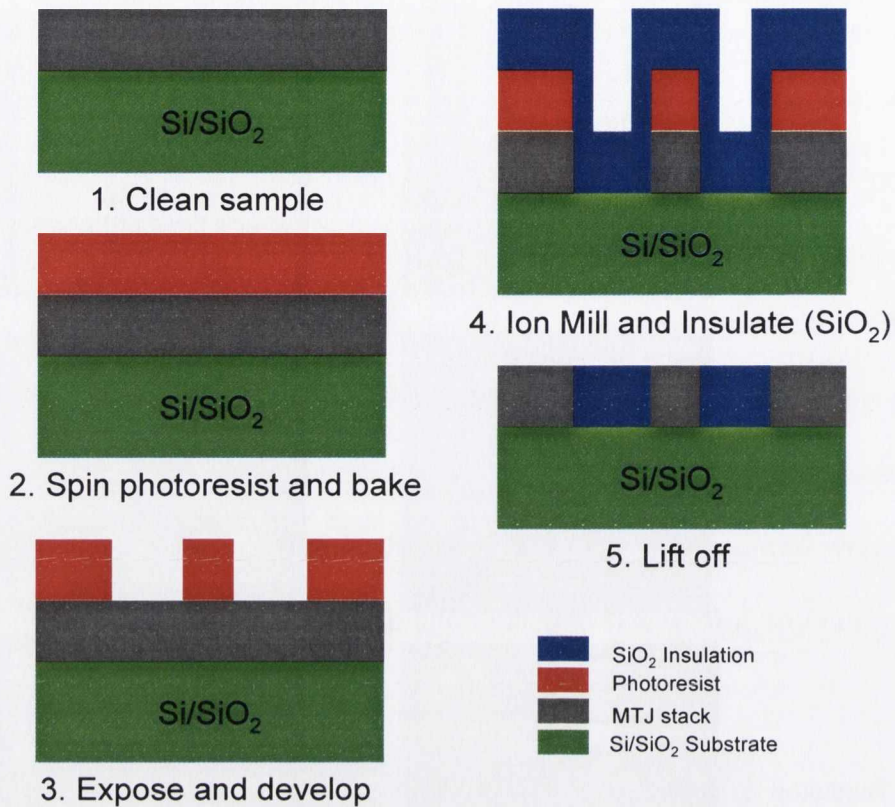 Si/SiO₂
1. Clean sample
Si/SiO₂
2. Spin photoresist and bake
Si/SiO₂
3. Expose and develop
Si/SiO₂
4. Ion Mill and Insulate (SiO₂)
Si/SiO₂
5. Lift off
SiO₂ Insulation
Photoresist
MTJ stack
Si/SiO₂ Substrate